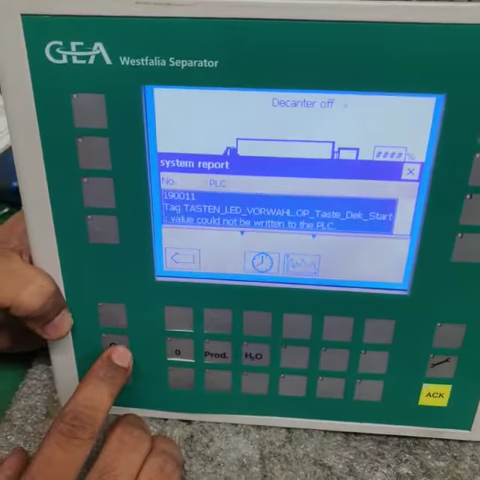 GEA Westfalia Separator
Decanter off
####%
system report
No. PLC
190011
Tag TASTEN_LED_VORWAHL.OP_Taste_Dek_Start
: value could not be written to the PLC.
0 Prod. H₂O
ACK